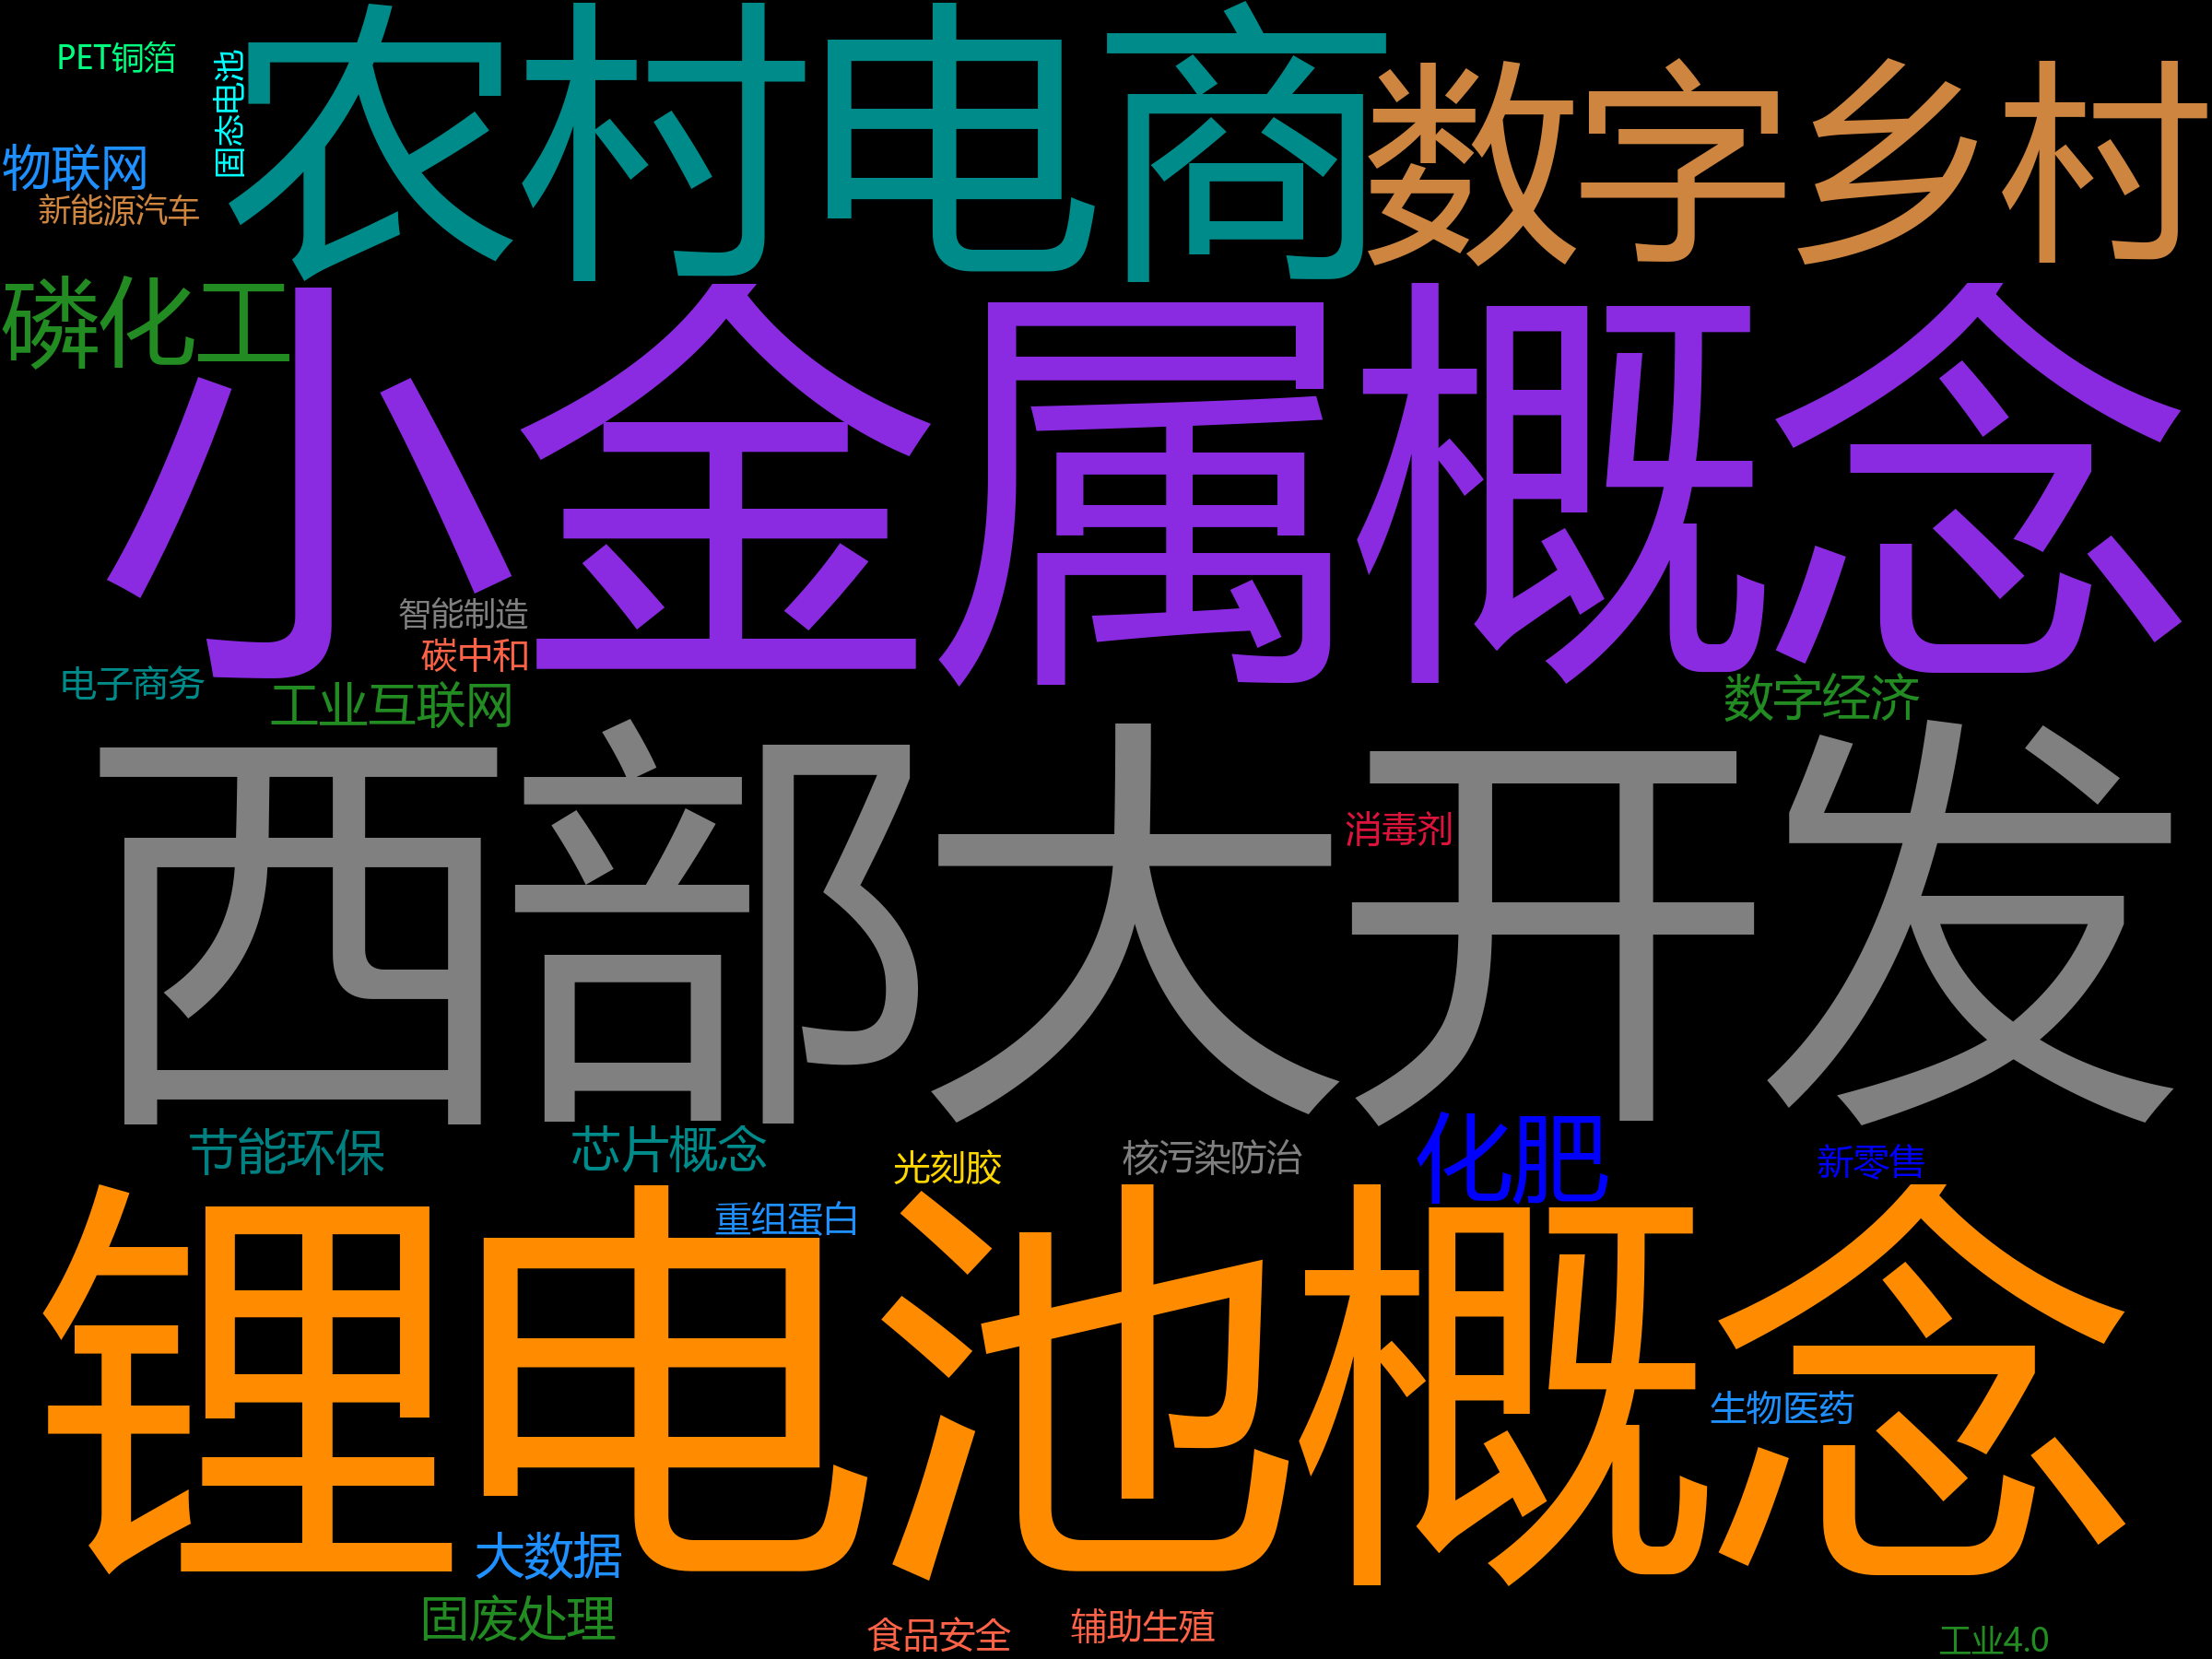 农村电商
数字乡村
PET铜箔
国资电池
物联网
新能源汽车
磷化工
小金属概念
智能制造
碳中和
电子商务
工业互联网
数字经济
西部大开发
消毒剂
节能环保
芯片概念
光刻胶
核污染防治
化肥
新零售
重组蛋白
锂电池概念
生物医药
大数据
固废处理
食品安全
辅助生殖
工业4.0